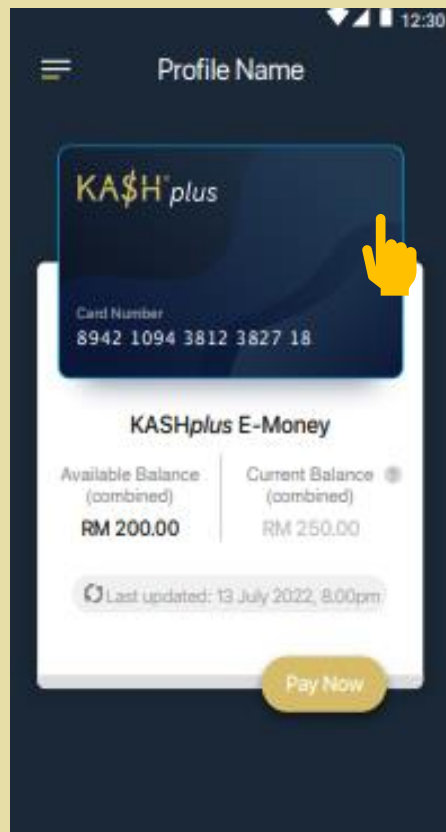 12:30
Profile Name
KA$H plus
Card Number
8942 1094 3812 3827 18
KASHplus E-Money
Available Balance Current Balance
(combined) (combined)
RM 200.00 RM 250.00
Last updated: 13 July 2022, 8.00pm
Pay Now